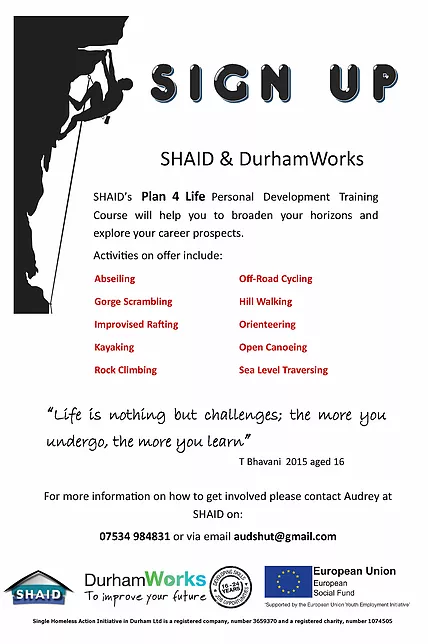 SIGN UP
SHAID & DurhamWorks
SHAID's Plan 4 Life Personal Development Training
Course will help you to broaden your horizons and
explore your career prospects.
Activities on offer include:
Abseiling
Gorge Scrambling
Improvised Rafting
Kayaking
Rock Climbing
Off-Road Cycling
Hill Walking
Orienteering
Open Canoeing
Sea Level Traversing
"Life is nothing but challenges; the more you
undergo, the more you learn"
T Bhavani 2015 aged 16
For more information on how to get involved please contact Audrey at
SHAID on:
07534 984831 or via email audshut@gmail.com
SHAID
DurhamWorks
To improve your future
DEVELOPING SKILLS
16 - 24
YEARS
JOB OPPORTUNITIES
European Union
European
Social Fund
'Supported by the European Union Youth Employment Initiative'
Single Homeless Action Initiative in Durham Ltd is a registered company, number 3659370 and a registered charity, number 1074505